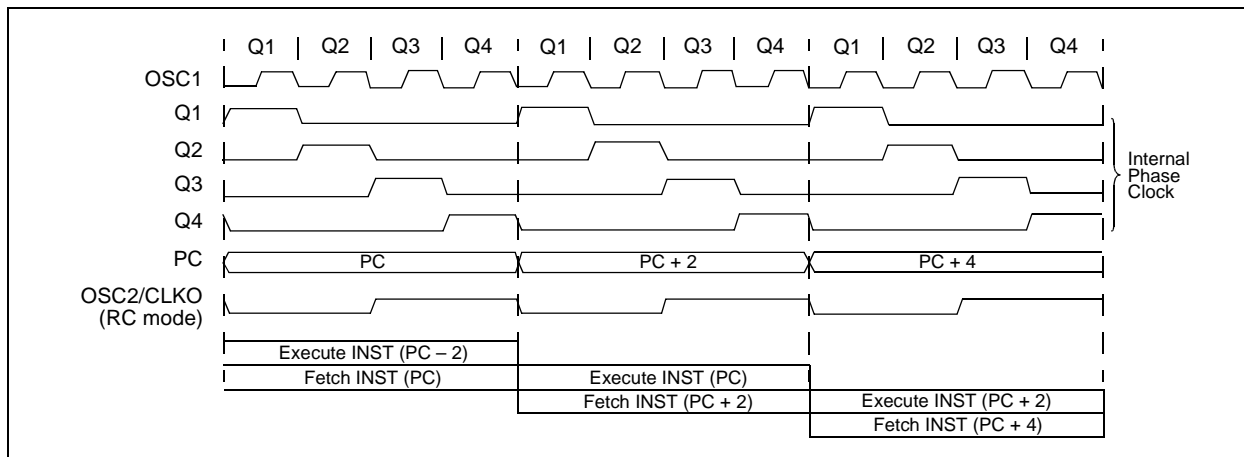 Q1 Q2 Q3 Q4 Q1 Q2 Q3 Q4 Q1 Q2 Q3 Q4
OSC1
Q1
Q2
Q3
Q4
Internal
Phase
Clock
PC PC PC + 2 PC + 4
OSC2/CLKO
(RC mode)
Execute INST (PC – 2)
Fetch INST (PC) Execute INST (PC)
Fetch INST (PC + 2) Execute INST (PC + 2)
Fetch INST (PC + 4)